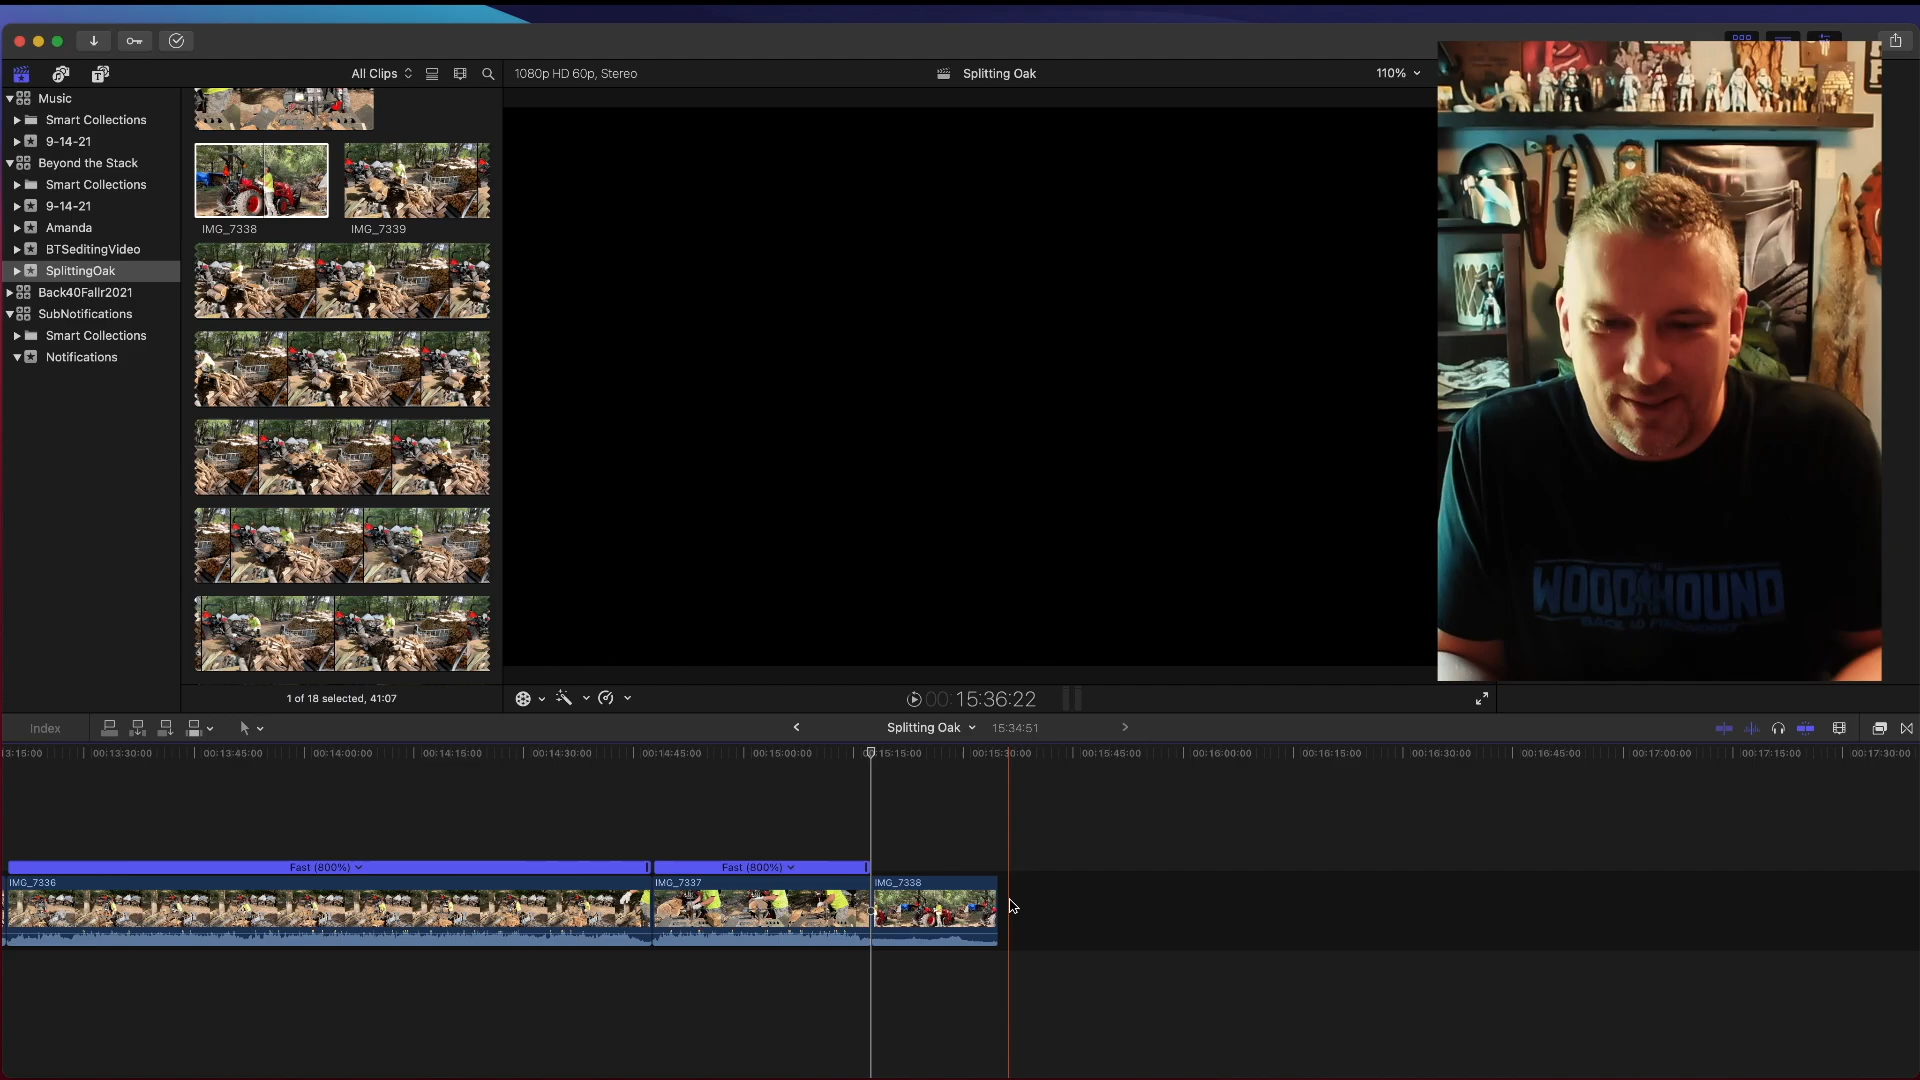 All Clips
1080p HD 60p, Stereo
Splitting Oak
110%
Music
Smart Collections
9-14-21
Beyond the Stack
Smart Collections
9-14-21
Amanda
BTSeditingVideo
SplittingOak
Back40Fallr2021
SubNotifications
Smart Collections
Notifications
IMG_7338
IMG_7339
WOODHOUND
1 of 18 selected, 41:07
00:15:36:22
Index
Splitting Oak
15:34:51
3:15:00
00:13:30:00
00:13:45:00
00:14:00:00
00:14:15:00
00:14:30:00
00:14:45:00
00:15:00:00
00:15:15:00
00:15:30:00
00:15:45:00
00:16:00:00
00:16:15:00
00:16:30:00
00:16:45:00
00:17:00:00
00:17:15:00
00:17:30:00
Fast (800%)
Fast (800%)
IMG_7336
IMG_7337
IMG_7338